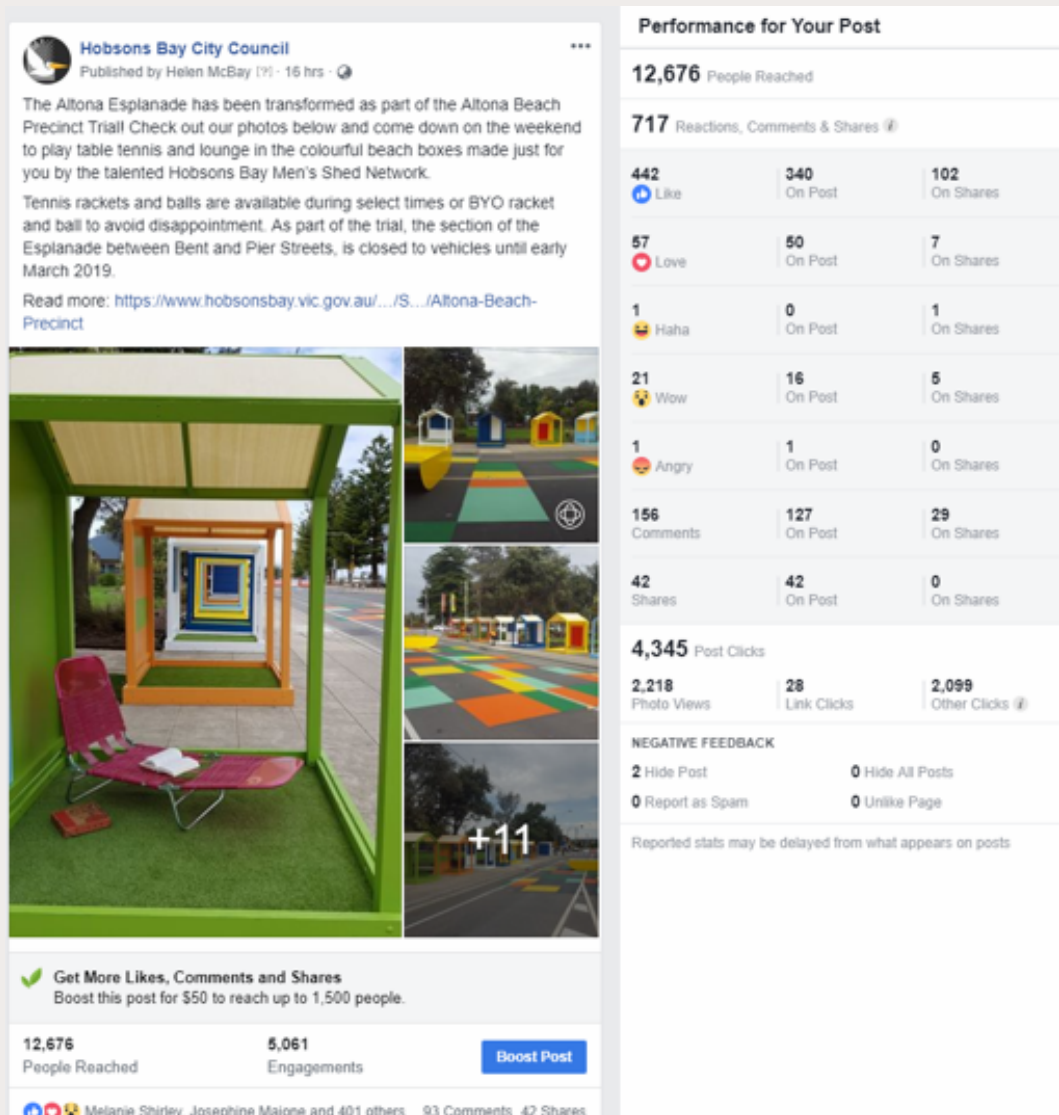 Hobsons Bay City Council
Published by Helen McBay [?] · 16 hrs ·
The Altona Esplanade has been transformed as part of the Altona Beach
Precinct Trial! Check out our photos below and come down on the weekend
to play table tennis and lounge in the colourful beach boxes made just for
you by the talented Hobsons Bay Men's Shed Network.
Tennis rackets and balls are available during select times or BYO racket
and ball to avoid disappointment. As part of the trial, the section of the
Esplanade between Bent and Pier Streets, is closed to vehicles until early
March 2019.
Read more: https://www.hobsonsbay.vic.gov.au/.../S.../Altona-Beach-
Precinct
+11
Get More Likes, Comments and Shares
Boost this post for $50 to reach up to 1,500 people.
12,676 5,061
People Reached Engagements
Boost Post
Melanie Shirley, Josephine Maione and 401 others 93 Comments 42 Shares
Performance for Your Post
12,676 People Reached
717 Reactions, Comments & Shares
442 340 102
Like On Post On Shares
57 50 7
Love On Post On Shares
1 0 1
Haha On Post On Shares
21 16 5
Wow On Post On Shares
1 1 0
Angry On Post On Shares
156 127 29
Comments On Post On Shares
42 42 0
Shares On Post On Shares
4,345 Post Clicks
2,218 28 2,099
Photo Views Link Clicks Other Clicks
NEGATIVE FEEDBACK
2 Hide Post 0 Hide All Posts
0 Report as Spam 0 Unlike Page
Reported stats may be delayed from what appears on posts